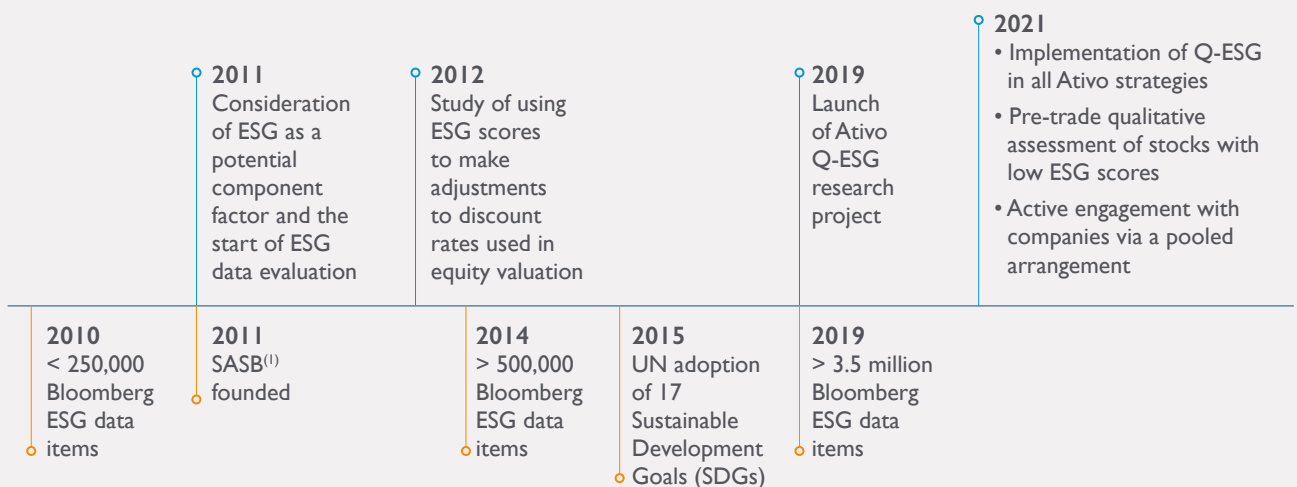 2011
Consideration
of ESG as a
potential
component
factor and the
start of ESG
data evaluation
2012
Study of using
ESG scores
to make
adjustments
to discount
rates used in
equity valuation
2019
Launch
of Ativo
Q-ESG
research
project
2021
• Implementation of Q-ESG
in all Ativo strategies
• Pre-trade qualitative
assessment of stocks with
low ESG scores
• Active engagement with
companies via a pooled
arrangement
2010
< 250,000
Bloomberg
ESG data
items
2011
SASB(1)
founded
2014
> 500,000
Bloomberg
ESG data
items
2015
UN adoption
of 17
Sustainable
Development
Goals (SDGs)
2019
> 3.5 million
Bloomberg
ESG data
items